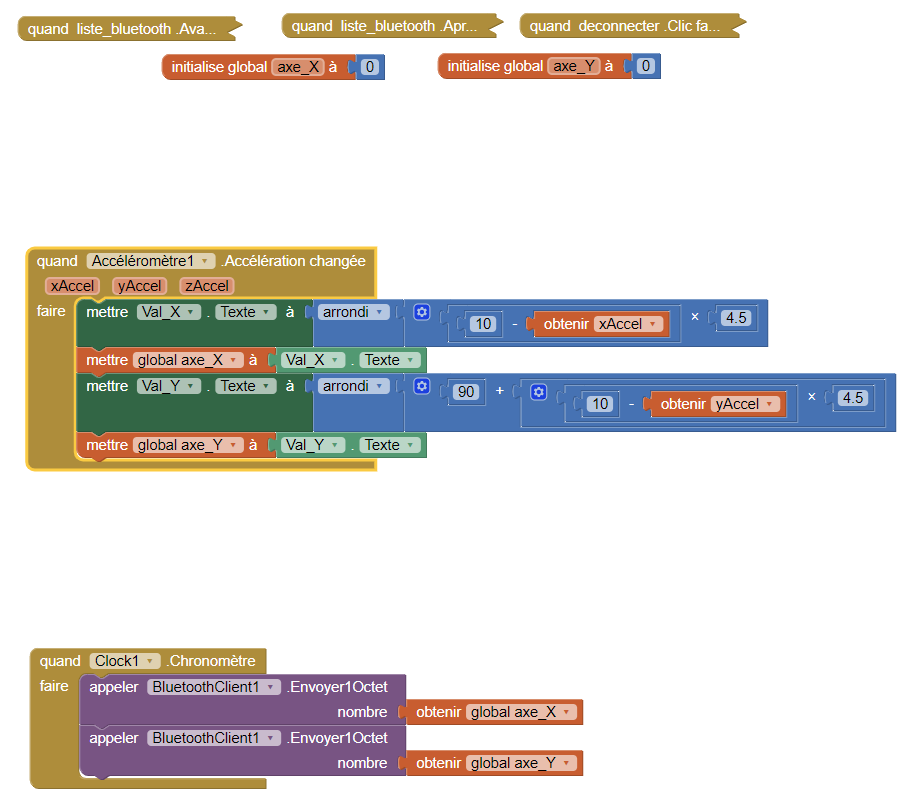 quand liste_bluetooth .Ava...
quand liste_bluetooth .Apr...
quand deconnecter .Clic fa...
initialise global axe_X à 0
initialise global axe_Y à 0
quand Accéléromètre1 .Accélération changée
xAccel yAccel zAccel
faire mettre Val_X . Texte à arrondi 10 - obtenir xAccel × 4.5
mettre global axe_X à Val_X . Texte
mettre Val_Y . Texte à arrondi 90 + 10 - obtenir yAccel × 4.5
mettre global axe_Y à Val_Y . Texte
quand Clock1 .Chronomètre
faire appeler BluetoothClient1 .Envoyer1Octet
nombre obtenir global axe_X
appeler BluetoothClient1 .Envoyer1Octet
nombre obtenir global axe_Y